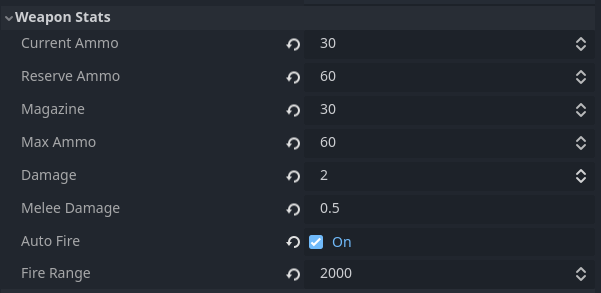 Weapon Stats
Current Ammo 30
Reserve Ammo 60
Magazine 30
Max Ammo 60
Damage 2
Melee Damage 0.5
Auto Fire On
Fire Range 2000